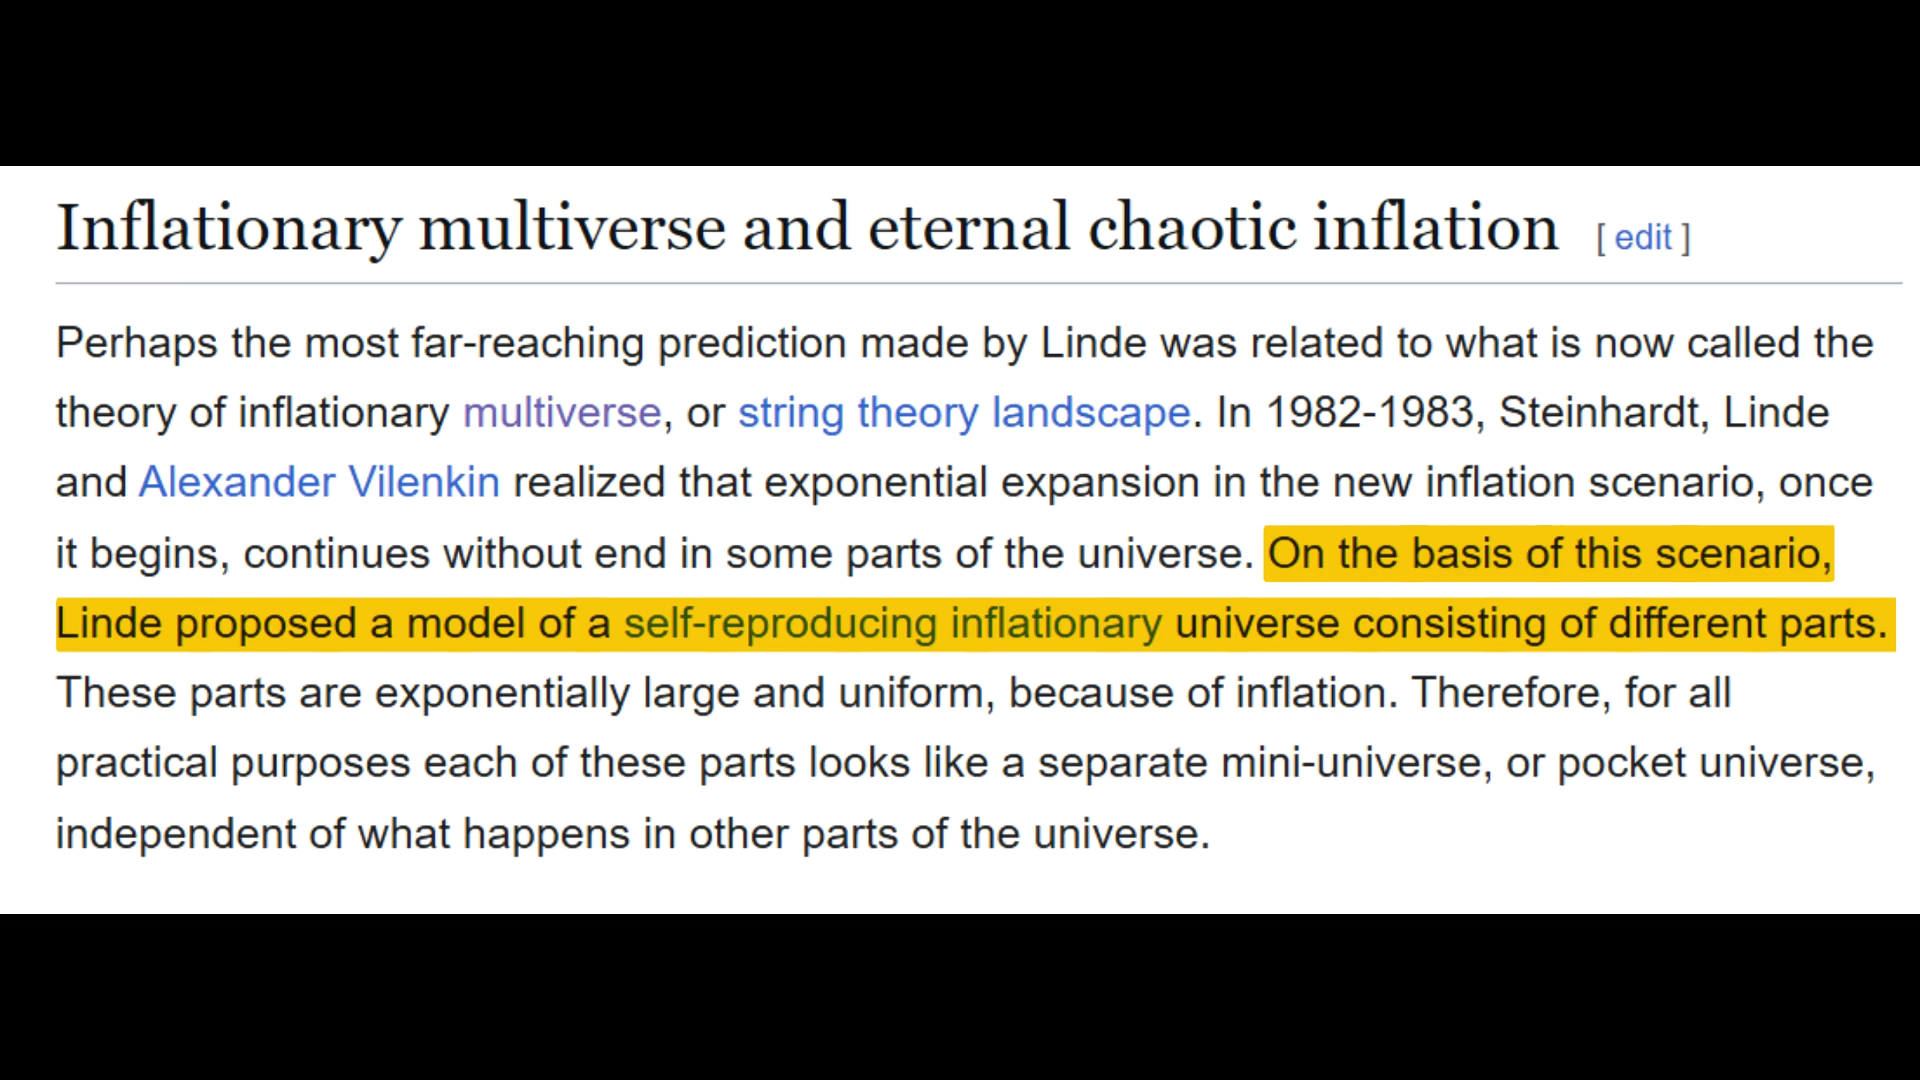 Inflationary multiverse and eternal chaotic inflation [ edit ]
Perhaps the most far-reaching prediction made by Linde was related to what is now called the
theory of inflationary multiverse, or string theory landscape. In 1982-1983, Steinhardt, Linde
and Alexander Vilenkin realized that exponential expansion in the new inflation scenario, once
it begins, continues without end in some parts of the universe. On the basis of this scenario,
Linde proposed a model of a self-reproducing inflationary universe consisting of different parts.
These parts are exponentially large and uniform, because of inflation. Therefore, for all
practical purposes each of these parts looks like a separate mini-universe, or pocket universe,
independent of what happens in other parts of the universe.